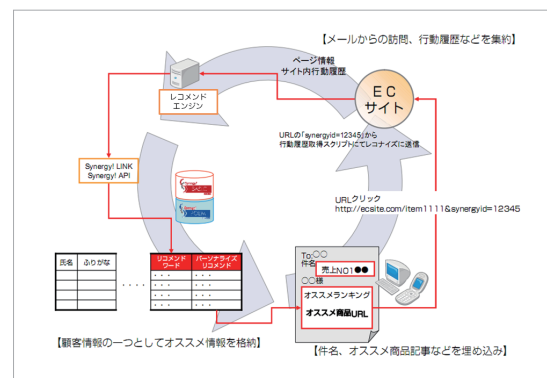 【メールからの訪問、行動履歴などを集約】
ページ情報
サイト内行動履歴
ECサイト
レコメンド
エンジン
URLの「synergyid=12345」から
行動履歴取得スクリプトにてレコナイズに送信
Synergy! LINK
Synergy! API
URLクリック
http://ecsite.com/item1111&synergyid=12345
氏名 ふりがな ・・・・ リコメンドワード パーソナライズリコメンド
・・・ ・・・
・・・ ・・・
・・・ ・・・
・・・ ・・・
To:○○
件名 売上NO1●●
○○様
オススメランキング
オススメ商品URL
【顧客情報の一つとしてオススメ情報を格納】
【件名、オススメ商品記事などを埋め込み】